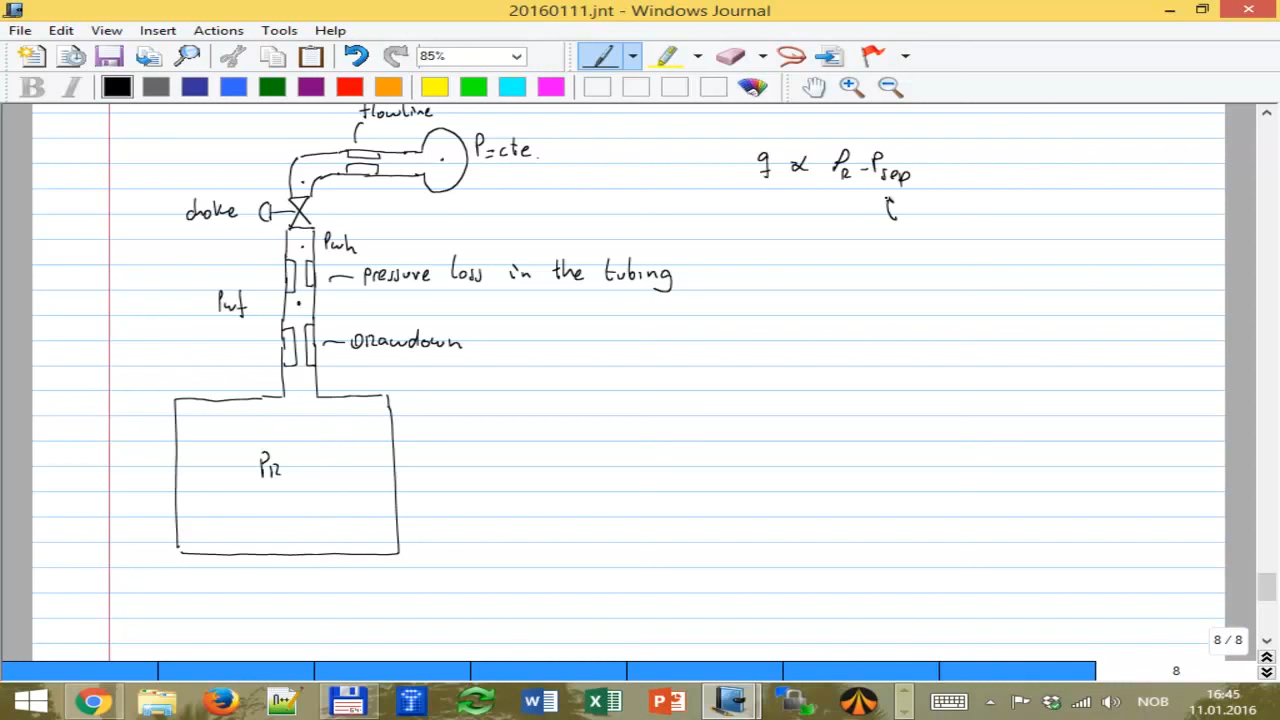 20160111.jnt - Windows Journal
File Edit View Insert Actions Tools Help
85%
B I
flowline
P=cte.
q ∝ PR - Psep
choke
Pwh
pressure loss in the tubing
Pwf
Drawdown
PR
8 / 8
8
NOB
16:45
11.01.2016